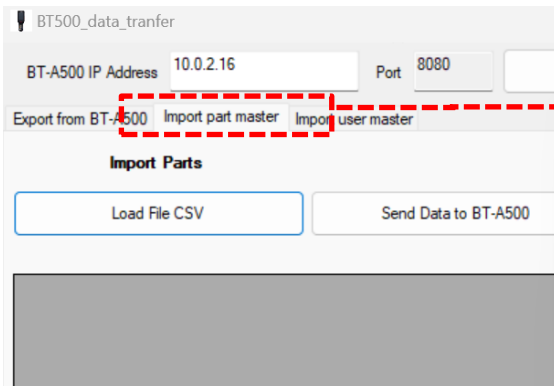 BT500_data_tranfer
BT-A500 IP Address 10.0.2.16 Port 8080
Export from BT-A500 Import part master Import user master
Import Parts
Load File CSV Send Data to BT-A500